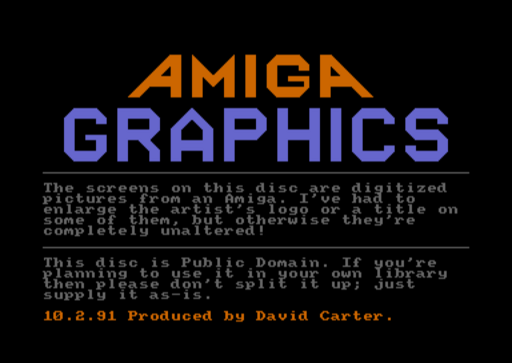 AMIGA
GRAPHICS
The screens on this disc are digitized
pictures from an Amiga. I've had to
enlarge the artist's logo or a title on
some of them, but otherwise they're
completely unaltered!
This disc is Public Domain. If you're
planning to use it in your own library
then please don't split it up; just
supply it as-is.
10.2.91 Produced by David Carter.